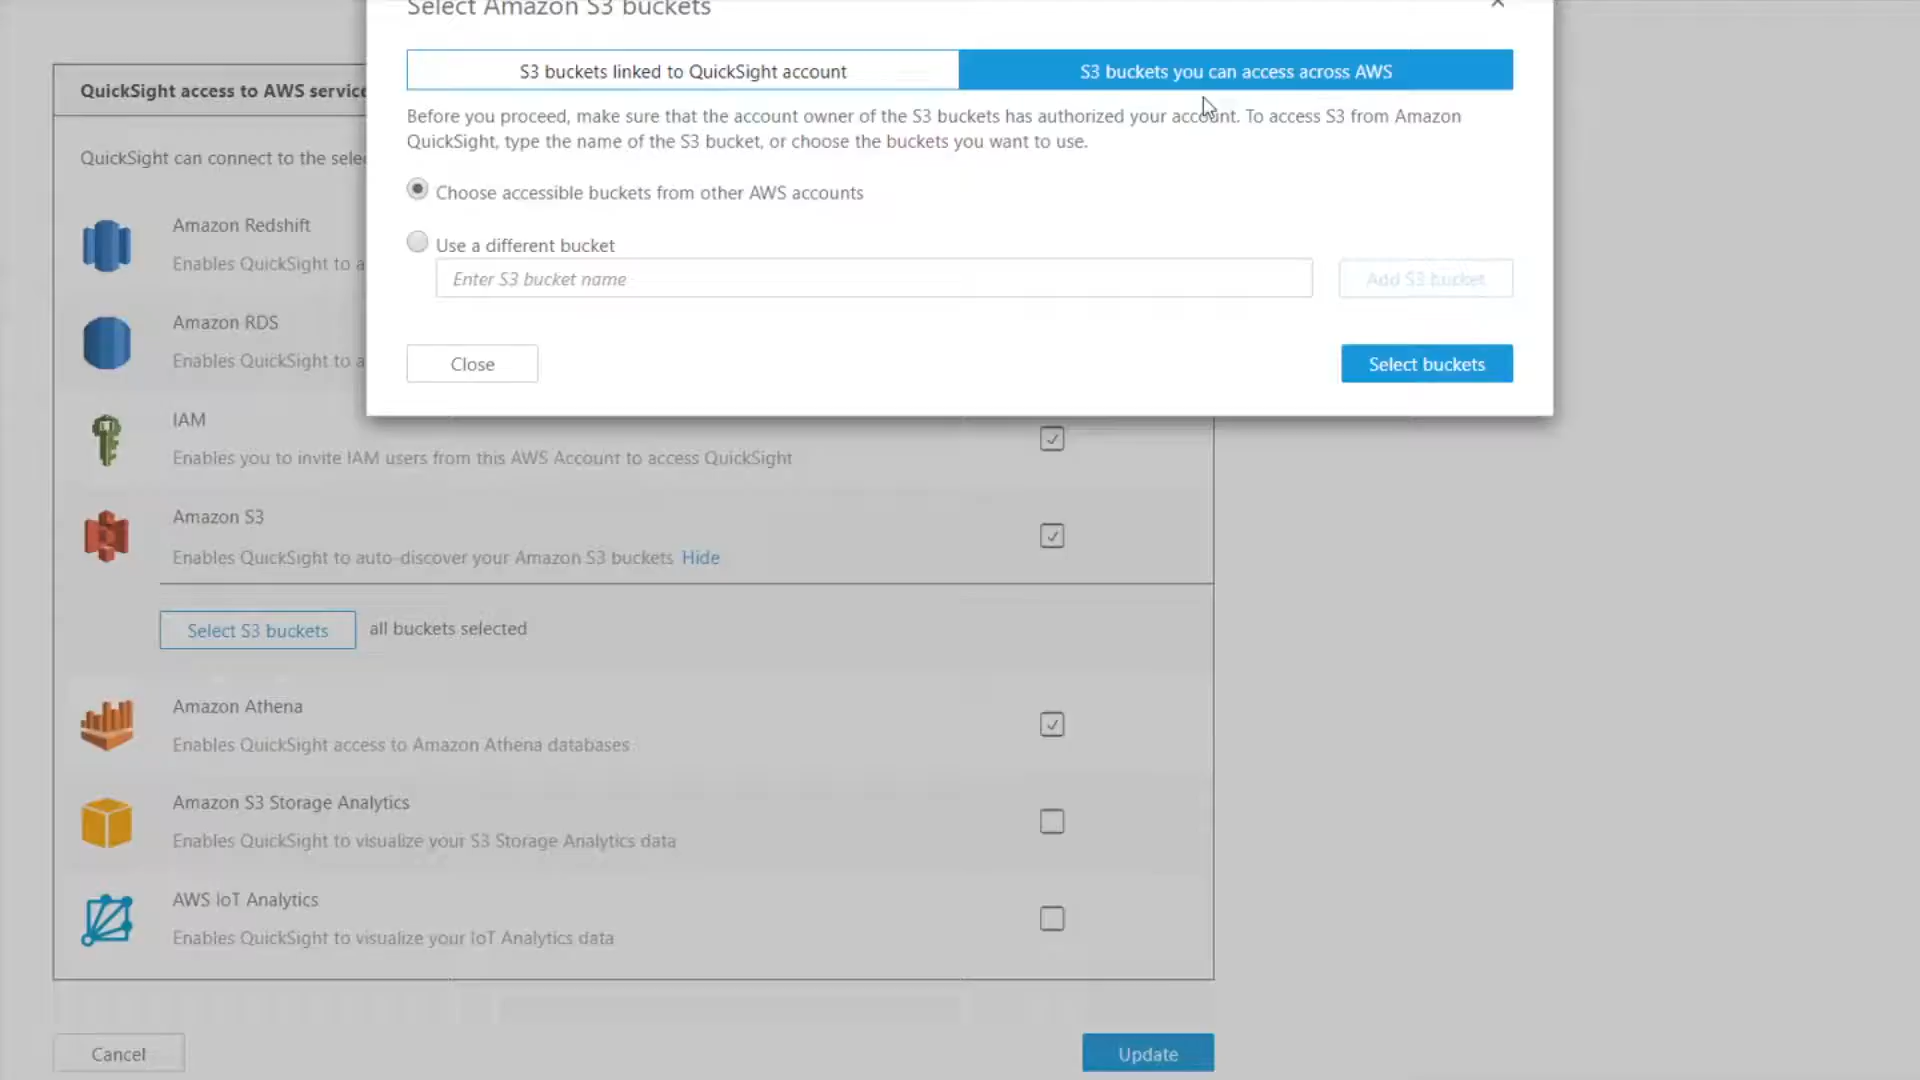 Select Amazon S3 buckets
S3 buckets linked to QuickSight account
S3 buckets you can access across AWS
Before you proceed, make sure that the account owner of the S3 buckets has authorized your account. To access S3 from Amazon
QuickSight, type the name of the S3 bucket, or choose the buckets you want to use.
Choose accessible buckets from other AWS accounts
Use a different bucket
Enter S3 bucket name
Add S3 bucket
Close
Select buckets
QuickSight access to AWS service
QuickSight can connect to the sele
Amazon Redshift
Enables QuickSight to a
Amazon RDS
Enables QuickSight to a
IAM
Enables you to invite IAM users from this AWS Account to access QuickSight
Amazon S3
Enables QuickSight to auto-discover your Amazon S3 buckets Hide
Select S3 buckets
all buckets selected
Amazon Athena
Enables QuickSight access to Amazon Athena databases
Amazon S3 Storage Analytics
Enables QuickSight to visualize your S3 Storage Analytics data
AWS IoT Analytics
Enables QuickSight to visualize your IoT Analytics data
Cancel
Update